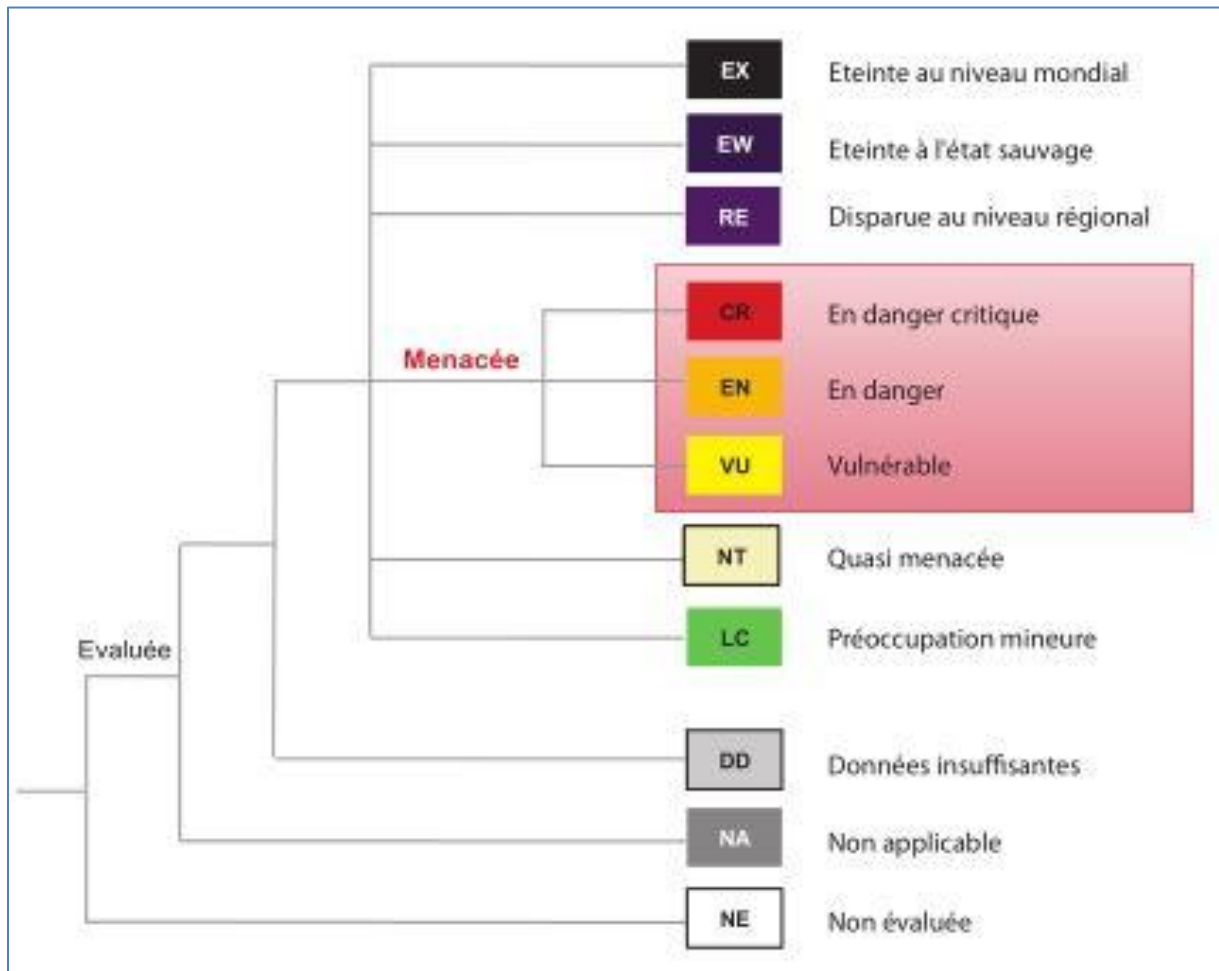 EX Eteinte au niveau mondial
EW Eteinte à l'état sauvage
RE Disparue au niveau régional
CR En danger critique
Menacée
EN En danger
VU Vulnérable
NT Quasi menacée
LC Préoccupation mineure
Evaluée
DD Données insuffisantes
NA Non applicable
NE Non évaluée